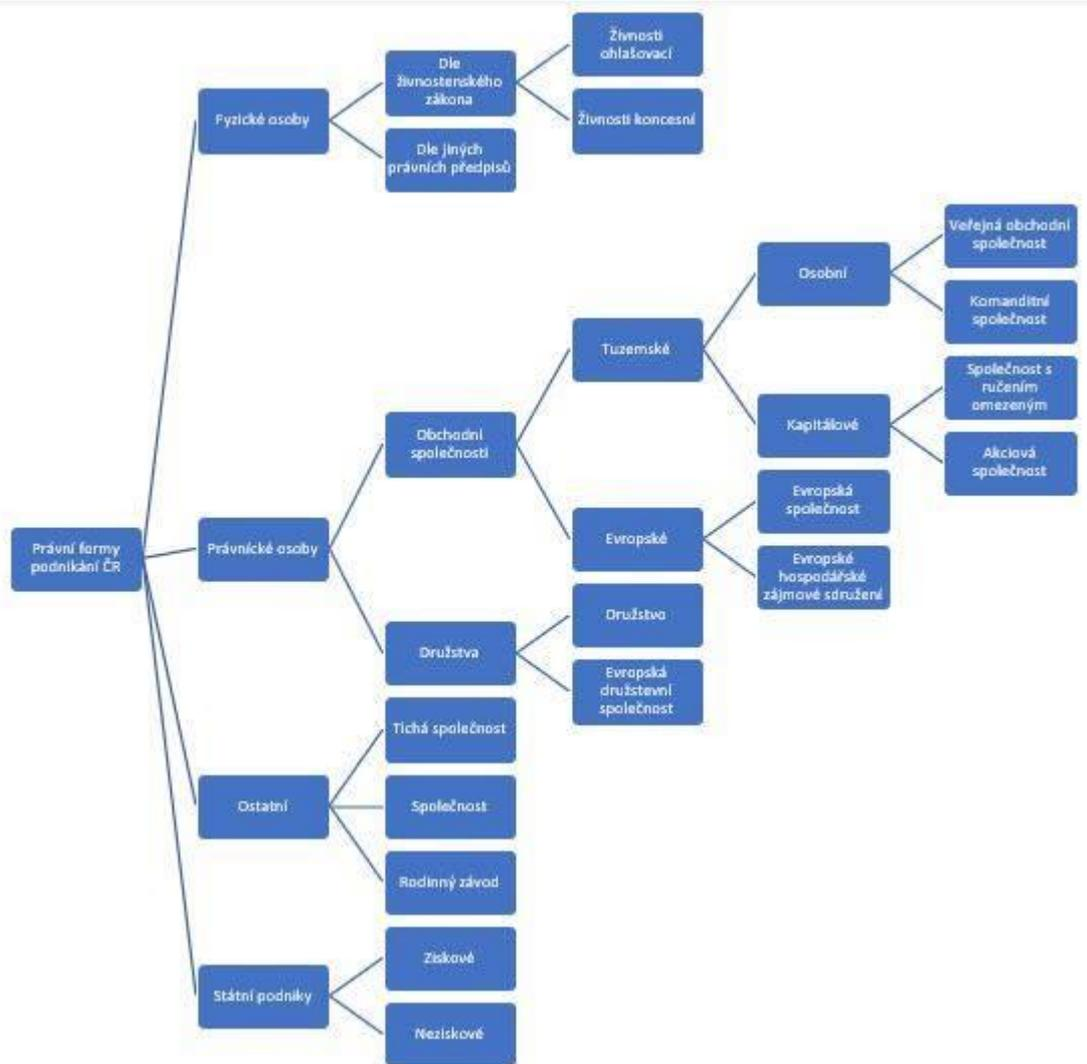 Právní formy
podnikání ČR
Fyzické osoby
Dle
živnostenského
zákona
Živnosti
ohlašovací
Živnosti koncesní
Dle jiných
právních předpisů
Právnické osoby
Obchodní
společnosti
Tuzemské
Osobní
Veřejná obchodní
společnost
Komanditní
společnost
Kapitálové
Společnost s
ručením
omezeným
Akciová
společnost
Evropské
Evropská
společnost
Evropské
hospodářské
zájmové sdružení
Družstva
Družstvo
Evropská
družstevní
společnost
Ostatní
Tichá společnost
Společnost
Rodinný závod
Státní podniky
Ziskové
Neziskové